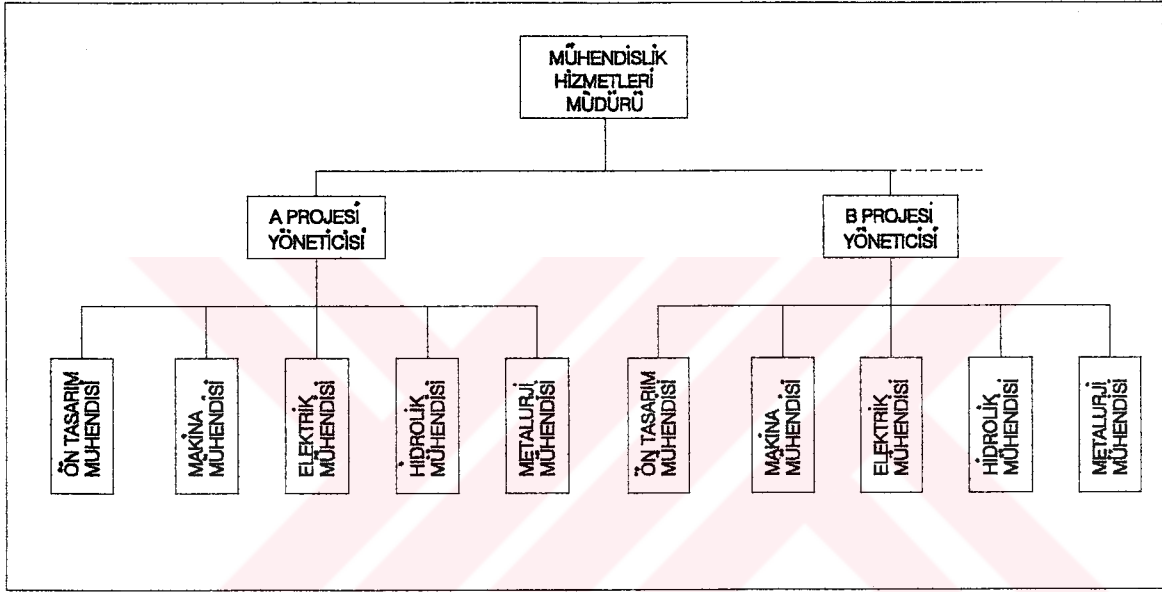 MÜHENDİSLİK
HİZMETLERİ
MÜDÜRÜ
A PROJESİ
YÖNETİCİSİ
B PROJESİ
YÖNETİCİSİ
ÖN TASARIM
MÜHENDİSİ
MAKİNA
MÜHENDİSİ
ELEKTRİK
MÜHENDİSİ
HİDROLİK
MÜHENDİSİ
METALURJİ
MÜHENDİSİ
ÖN TASARIM
MÜHENDİSİ
MAKİNA
MÜHENDİSİ
ELEKTRİK
MÜHENDİSİ
HİDROLİK
MÜHENDİSİ
METALURJİ
MÜHENDİSİ